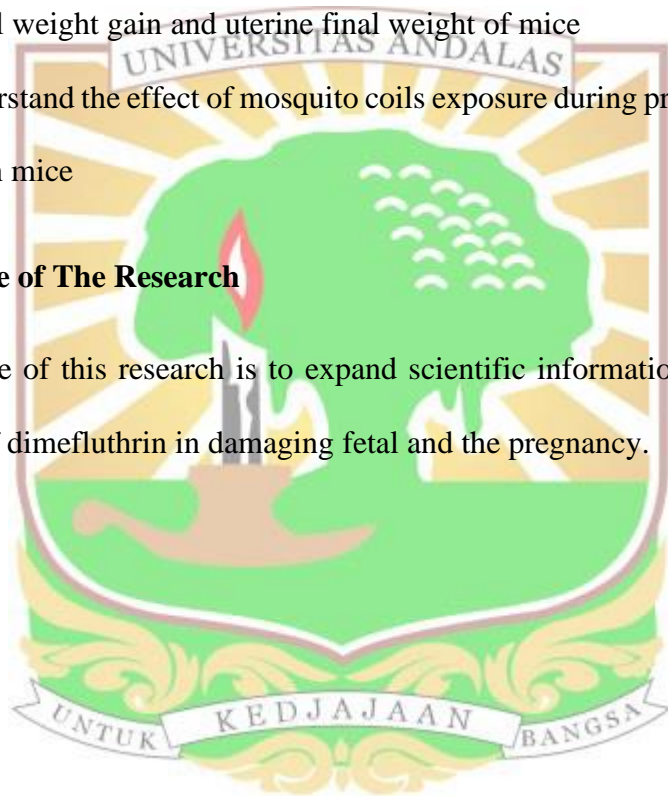 l weight gain and uterine final weight of mice
UNIVERSITAS ANDALAS
rstand the effect of mosquito coils exposure during pr
n mice
e of The Research
e of this research is to expand scientific informatio
f dimefluthrin in damaging fetal and the pregnancy.
UNTUK KEDJAJAAN BANGSA